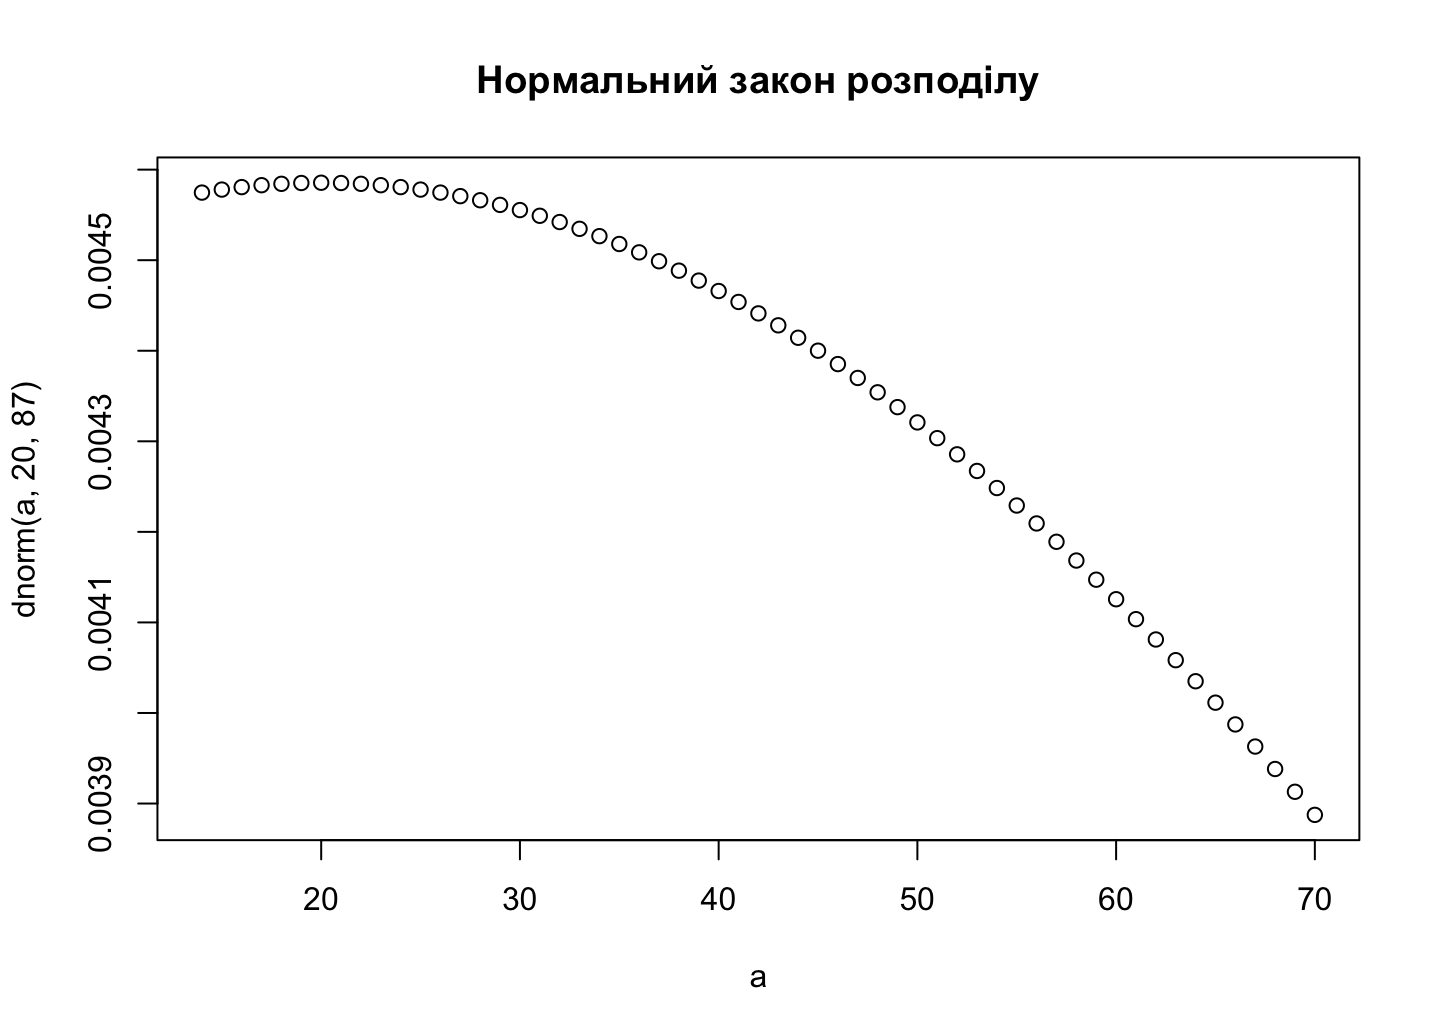 Нормальний закон розподілу
dnorm(a, 20, 87)
0.0045
0.0043
0.0041
0.0039
20 30 40 50 60 70
a